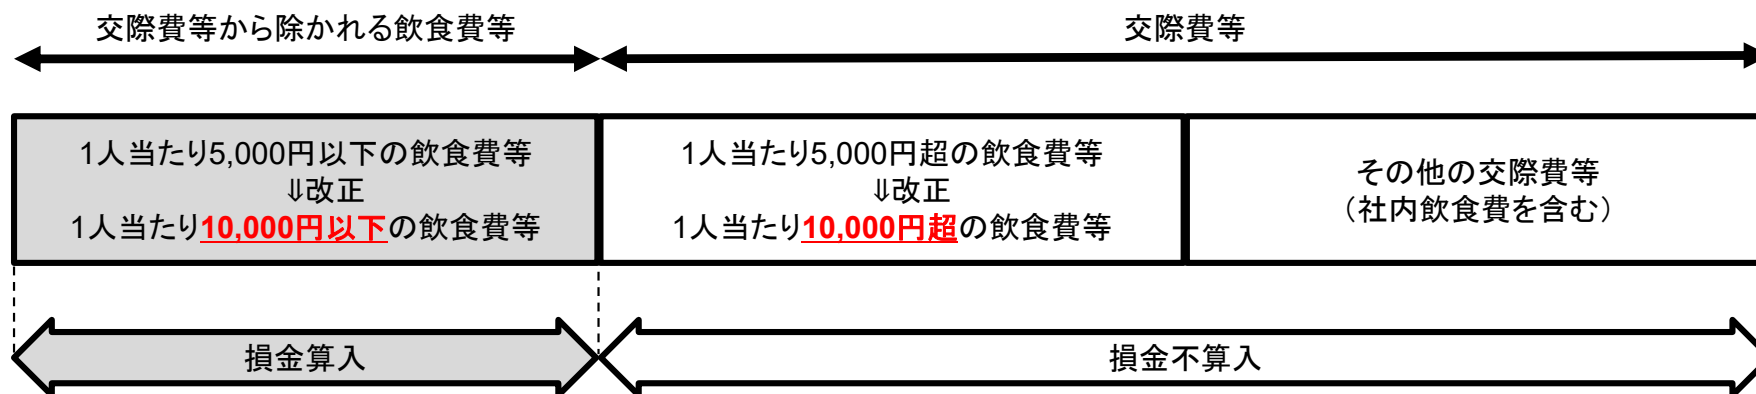 交際費等から除かれる飲食費等
交際費等
1人当たり5,000円以下の飲食費等
⇓改正
1人当たり10,000円以下の飲食費等
1人当たり5,000円超の飲食費等
⇓改正
1人当たり10,000円超の飲食費等
その他の交際費等
（社内飲食費を含む）
損金算入
損金不算入